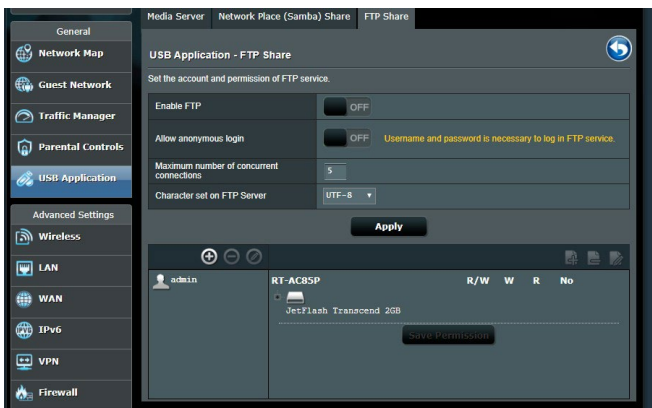 Media Server Network Place (Samba) Share FTP Share
General
Network Map
Guest Network
Traffic Manager
Parental Controls
USB Application
Advanced Settings
Wireless
LAN
WAN
IPv6
VPN
Firewall
USB Application - FTP Share
Set the account and permission of FTP service.
Enable FTP OFF
Allow anonymous login OFF Username and password is necessary to log in FTP service.
Maximum number of concurrent
connections 5
Character set on FTP Server UTF-8
Apply
admin RT-AC85P R/W W R No
JetFlash Transcend 2GB
Save Permission